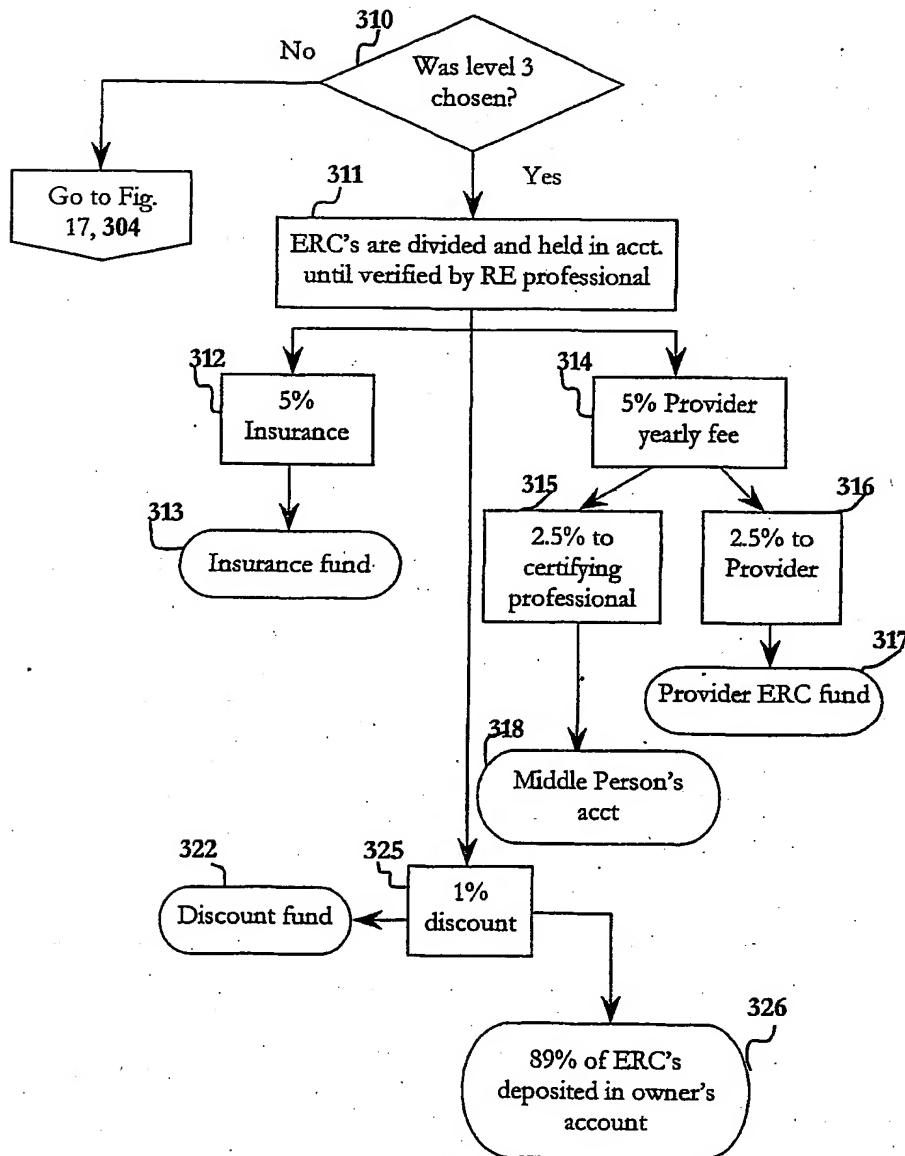 310
No
Was level 3
chosen?
Go to Fig.
17, 304
Yes
311
ERC's are divided and held in acct.
until verified by RE professional
312
5%
Insurance
314
5% Provider
yearly fee
313
Insurance fund
315
2.5% to
certifying
professional
316
2.5% to
Provider
317
Provider ERC fund
318
Middle Person's
acct
322
Discount fund
325
1%
discount
326
89% of ERC's
deposited in owner's
account